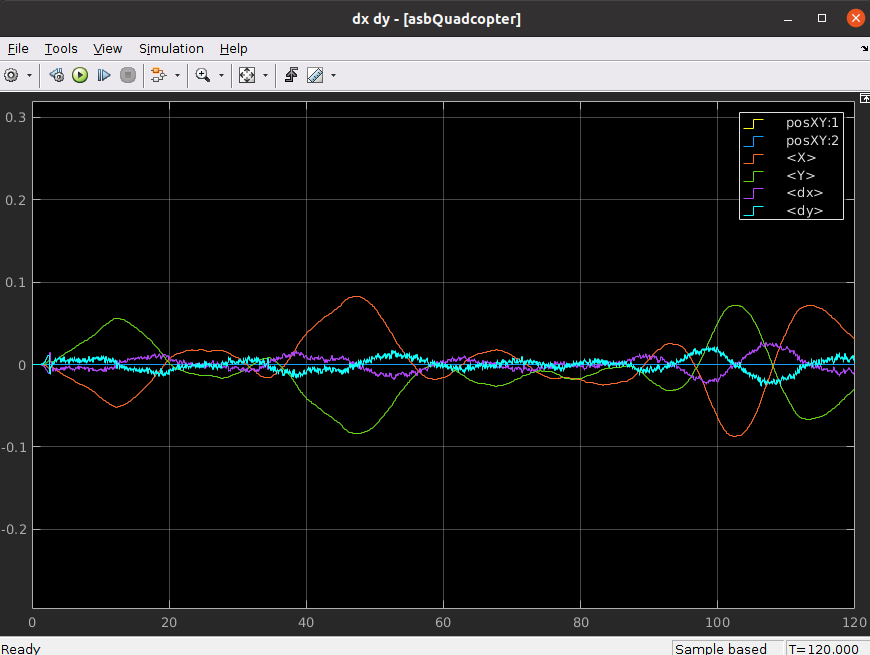 dx dy - [asbQuadcopter]
File Tools View Simulation Help
posXY:1
posXY:2
<X>
<Y>
<dx>
<dy>
0.3
0.2
0.1
0
-0.1
-0.2
0 20 40 60 80 100 120
Ready Sample based T=120.000